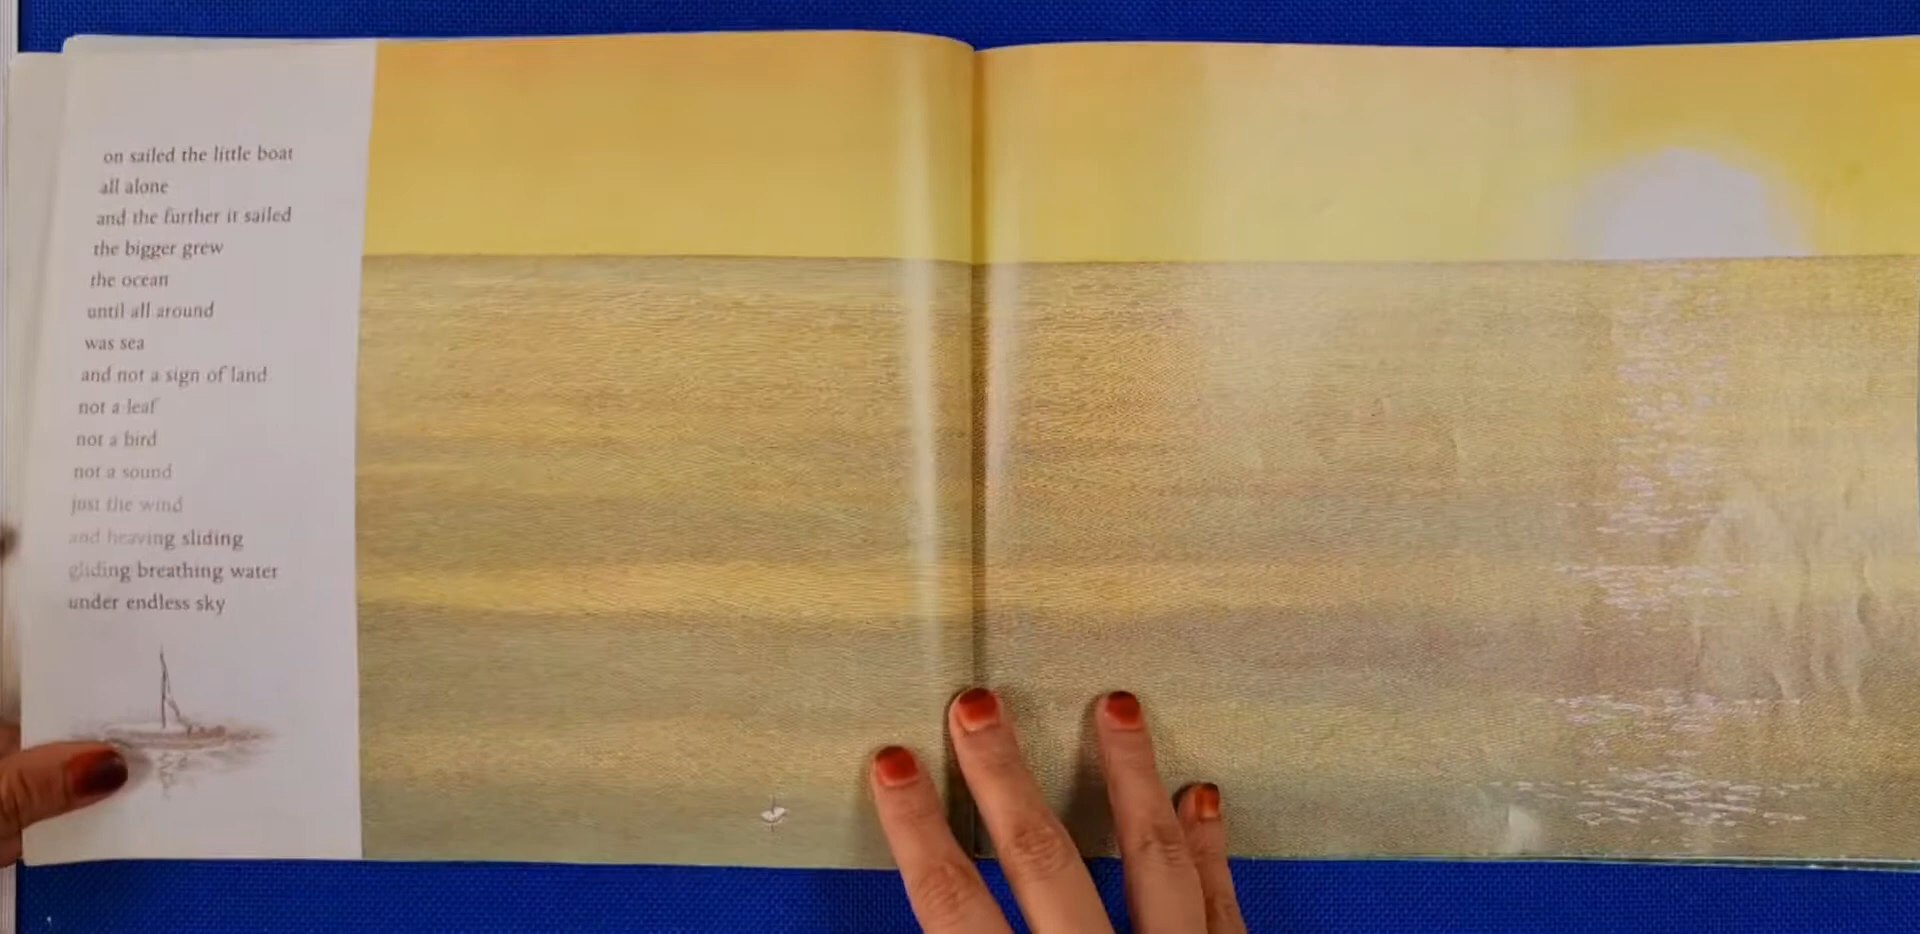 on sailed the little boat
all alone
and the further it sailed
the bigger grew
the ocean
until all around
was sea
and not a sign of land
not a leaf
not a bird
not a sound
just the wind
and heaving sliding
gliding breathing water
under endless sky